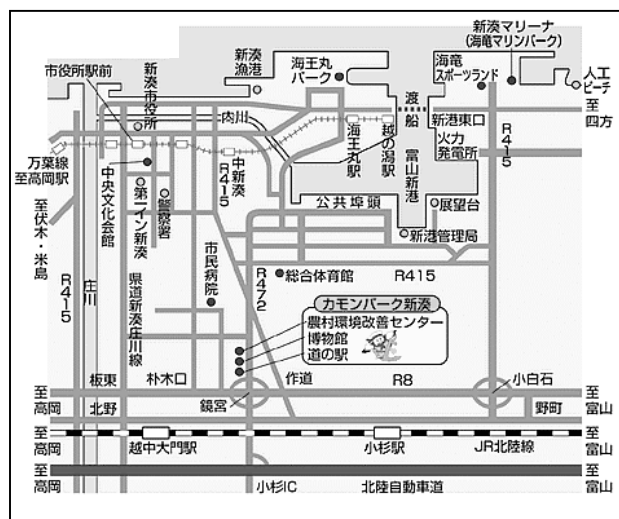 新湊マリーナ
(海竜マリンパーク)
市役所駅前
新湊市役所
新湊漁港
海王丸
パーク
海竜
スポーツランド
人工
ビーチ
渡船
内川
新港東口
至四方
R415
火力
発電所
万葉線
至高岡駅
中央文化会館
第一イン新湊
警察署
R415
中新湊
海王丸駅
越の潟駅
富山新港
公共埠頭
展望台
新港管理局
至伏木・米島
R415
庄川
県道新湊庄川線
市民病院
R472
総合体育館
R415
カモンパーク新湊
農村環境改善センター
博物館
道の駅
至高岡
板東
北野
朴木口
鏡宮
作道
R8
小白石
野町
至富山
至高岡
越中大門駅
小杉駅
JR北陸線
至富山
至高岡
小杉IC
北陸自動車道
至富山